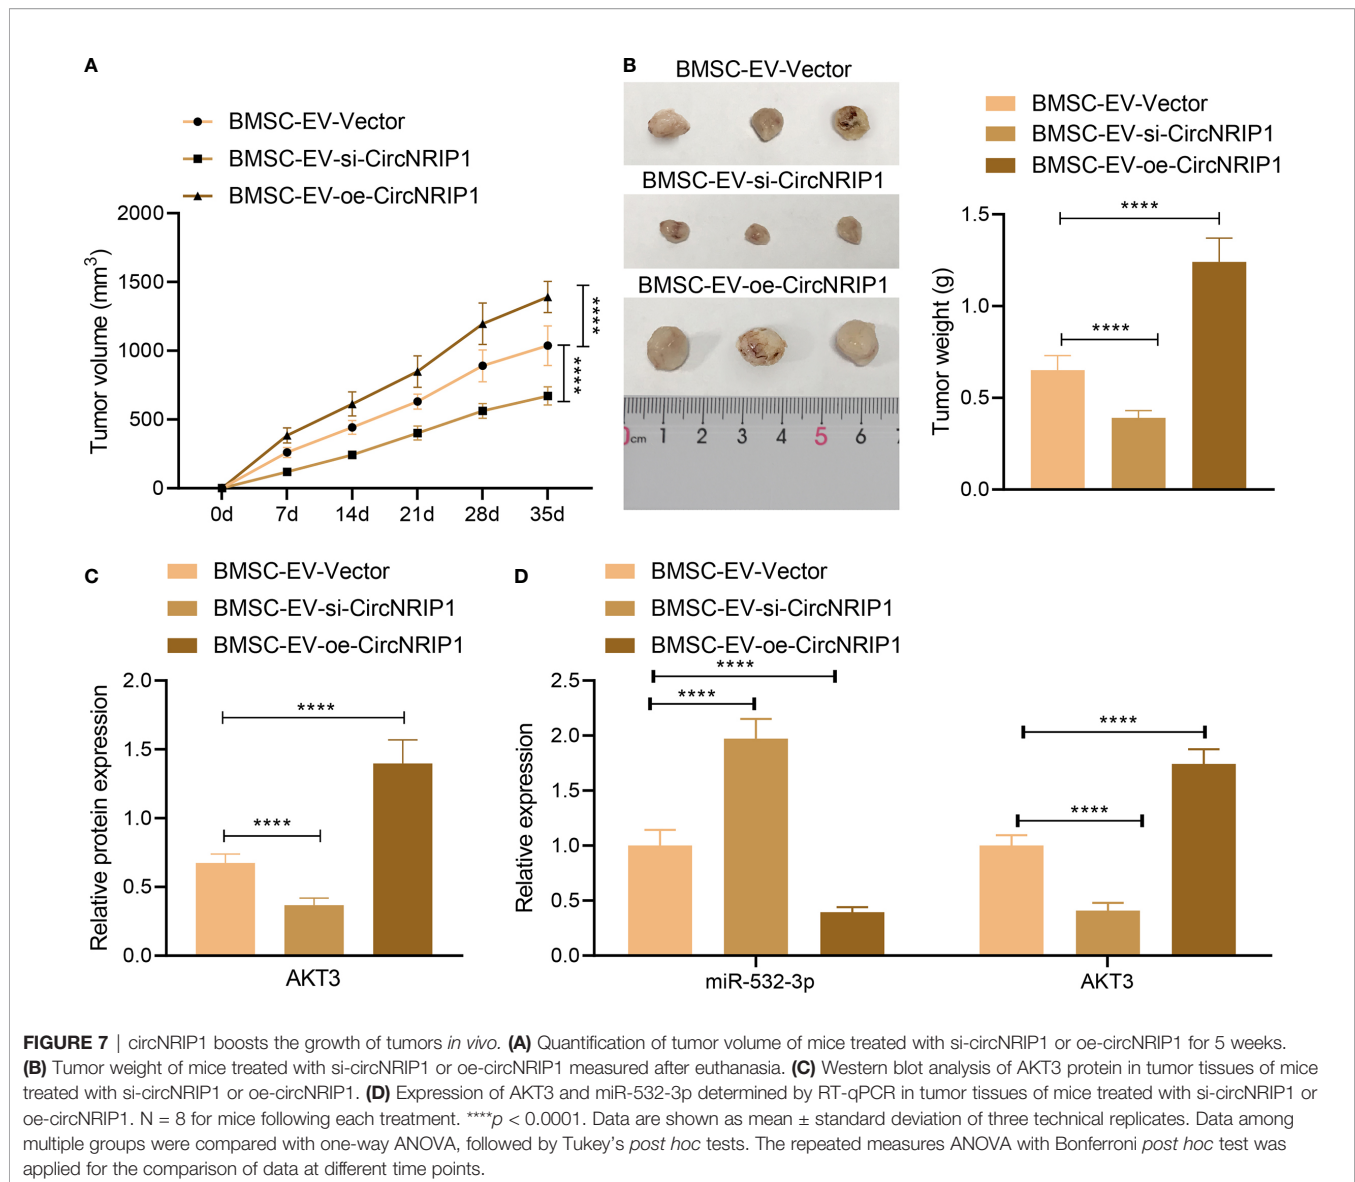 A
BMSC-EV-Vector
BMSC-EV-si-CircNRIP1
BMSC-EV-oe-CircNRIP1
Tumor volume (mm3)
2000
1500
1000
500
0
0d 7d 14d 21d 28d 35d
****
****
B
BMSC-EV-Vector
BMSC-EV-si-CircNRIP1
BMSC-EV-oe-CircNRIP1
0cm 1 2 3 4 5 6 7
BMSC-EV-Vector
BMSC-EV-si-CircNRIP1
BMSC-EV-oe-CircNRIP1
Tumor weight (g)
1.5
1.0
0.5
0.0
****
****
C
BMSC-EV-Vector
BMSC-EV-si-CircNRIP1
BMSC-EV-oe-CircNRIP1
Relative protein expression
2.0
1.5
1.0
0.5
0.0
****
****
AKT3
D
BMSC-EV-Vector
BMSC-EV-si-CircNRIP1
BMSC-EV-oe-CircNRIP1
Relative expression
2.5
2.0
1.5
1.0
0.5
0.0
****
****
****
****
miR-532-3p AKT3
FIGURE 7 | circNRIP1 boosts the growth of tumors in vivo. (A) Quantification of tumor volume of mice treated with si-circNRIP1 or oe-circNRIP1 for 5 weeks.
(B) Tumor weight of mice treated with si-circNRIP1 or oe-circNRIP1 measured after euthanasia. (C) Western blot analysis of AKT3 protein in tumor tissues of mice
treated with si-circNRIP1 or oe-circNRIP1. (D) Expression of AKT3 and miR-532-3p determined by RT-qPCR in tumor tissues of mice treated with si-circNRIP1 or
oe-circNRIP1. N = 8 for mice following each treatment. ****p < 0.0001. Data are shown as mean ± standard deviation of three technical replicates. Data among
multiple groups were compared with one-way ANOVA, followed by Tukey's post hoc tests. The repeated measures ANOVA with Bonferroni post hoc test was
applied for the comparison of data at different time points.